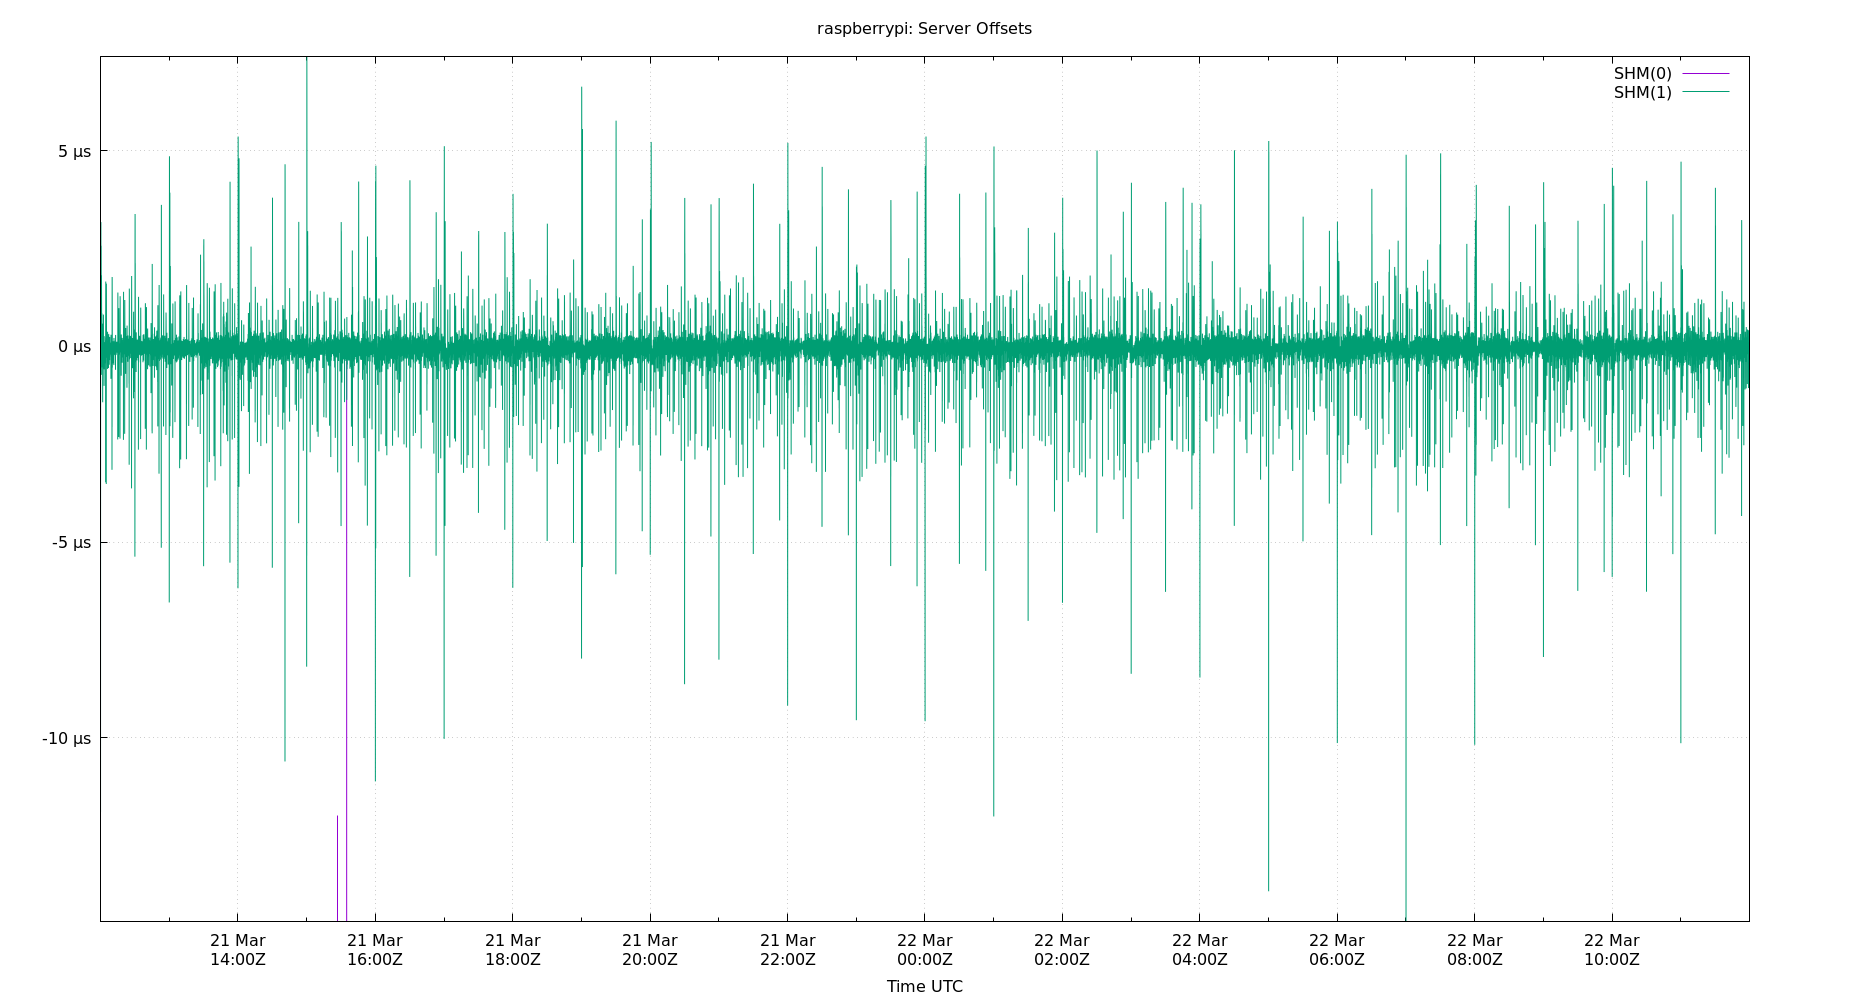 raspberrypi: Server Offsets
SHM(0)
SHM(1)
5 µs
0 µs
-5 µs
-10 µs
21 Mar 21 Mar 21 Mar 21 Mar 21 Mar 22 Mar 22 Mar 22 Mar 22 Mar 22 Mar 22 Mar
14:00Z 16:00Z 18:00Z 20:00Z 22:00Z 00:00Z 02:00Z 04:00Z 06:00Z 08:00Z 10:00Z
Time UTC